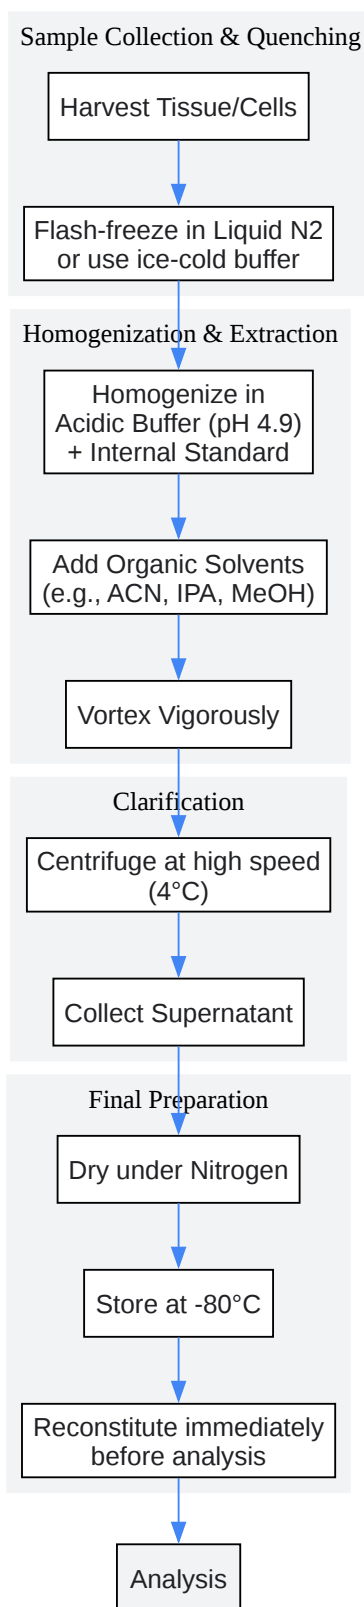 Sample Collection & Quenching
Harvest Tissue/Cells
Flash-freeze in Liquid N2
or use ice-cold buffer
Homogenization & Extraction
Homogenize in
Acidic Buffer (pH 4.9)
+ Internal Standard
Add Organic Solvents
(e.g., ACN, IPA, MeOH)
Vortex Vigorously
Clarification
Centrifuge at high speed
(4°C)
Collect Supernatant
Final Preparation
Dry under Nitrogen
Store at -80°C
Reconstitute immediately
before analysis
Analysis